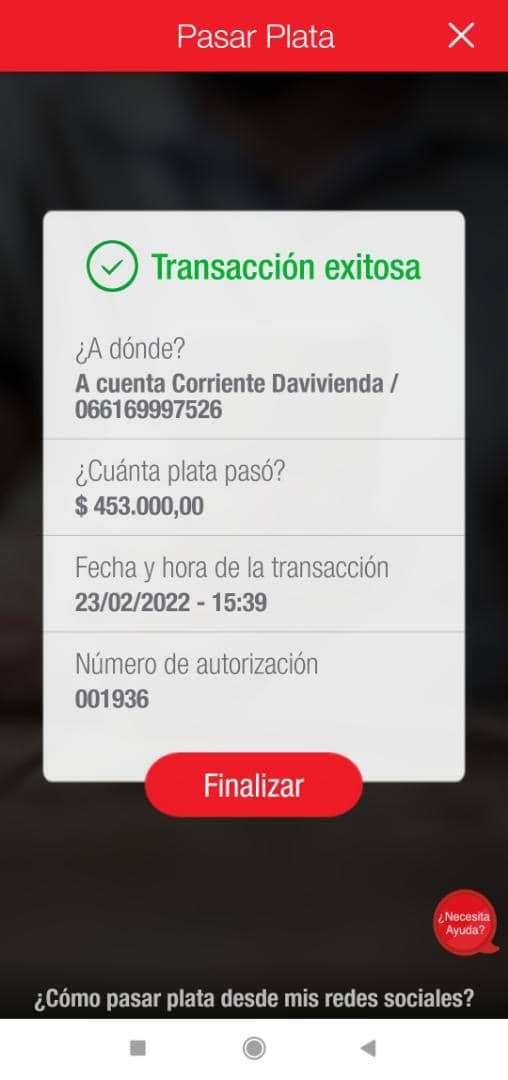 Pasar Plata
Transacción exitosa
¿A dónde?
A cuenta Corriente Davivienda /
066169997526
¿Cuánta plata pasó?
$ 453.000,00
Fecha y hora de la transacción
23/02/2022 - 15:39
Número de autorización
001936
Finalizar
¿Necesita
Ayuda?
¿Cómo pasar plata desde mis redes sociales?